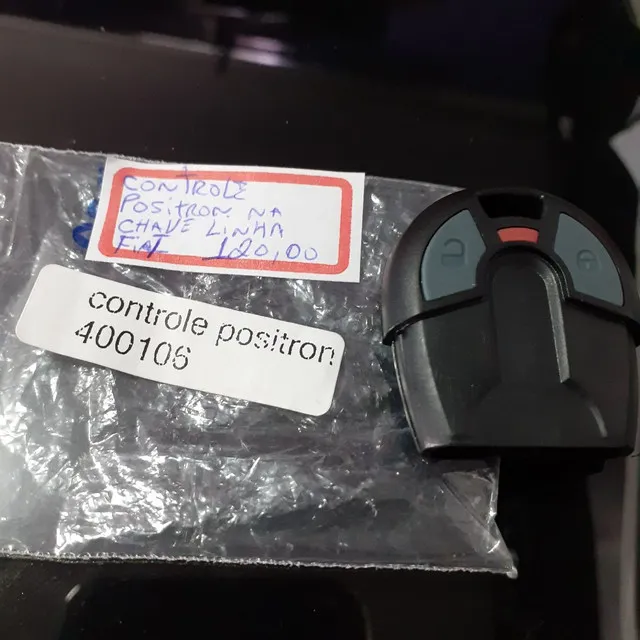 CONTROLE
POSITRON NA
CHAVE LINHA
FIAT 120,00
controle positron
400106